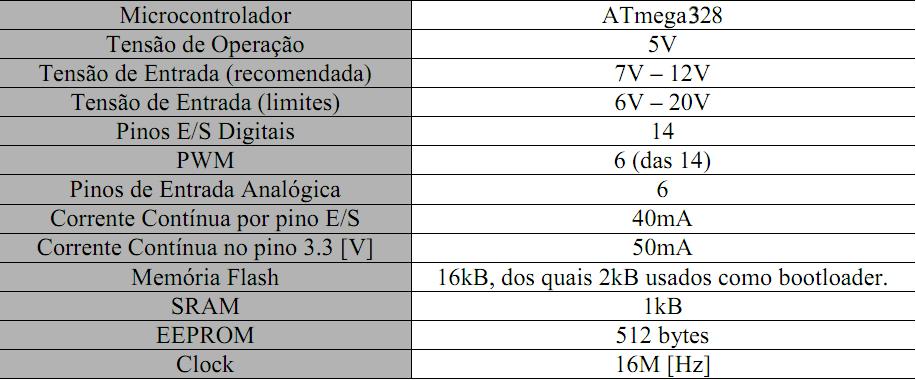 Microcontrolador ATmega328
Tensão de Operação 5V
Tensão de Entrada (recomendada) 7V – 12V
Tensão de Entrada (limites) 6V – 20V
Pinos E/S Digitais 14
PWM 6 (das 14)
Pinos de Entrada Analógica 6
Corrente Contínua por pino E/S 40mA
Corrente Contínua no pino 3.3 [V] 50mA
Memória Flash 16kB, dos quais 2kB usados como bootloader.
SRAM 1kB
EEPROM 512 bytes
Clock 16M [Hz]